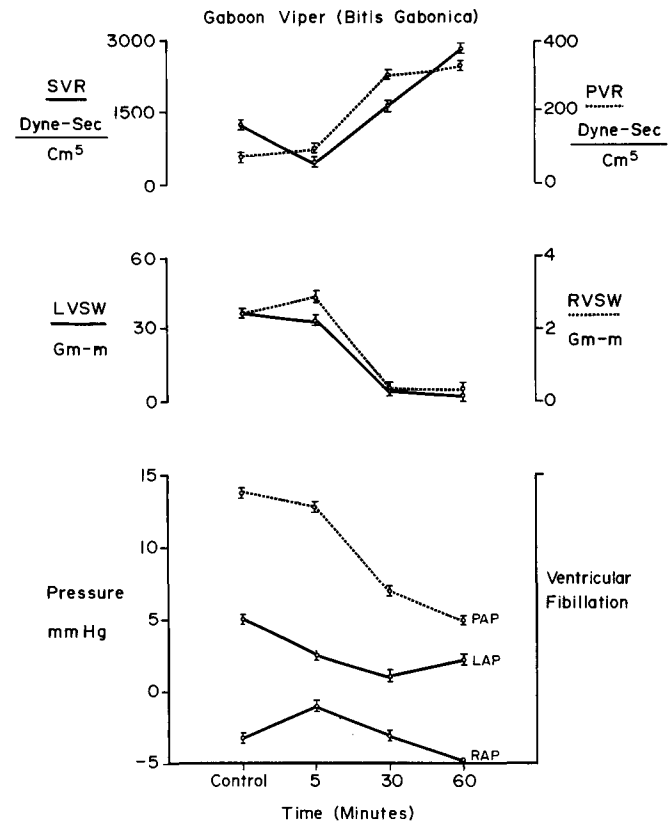 Gaboon Viper (Bitis Gabonica)
3000
1500
0
SVR
Dyne-Sec
Cm⁵
400
200
0
PVR
Dyne-Sec
Cm⁵
60
30
0
LVSW
Gm-m
4
2
0
RVSW
Gm-m
15
10
5
0
-5
Pressure
mm Hg
PAP
LAP
RAP
Ventricular
Fibillation
Control 5 30 60
Time (Minutes)